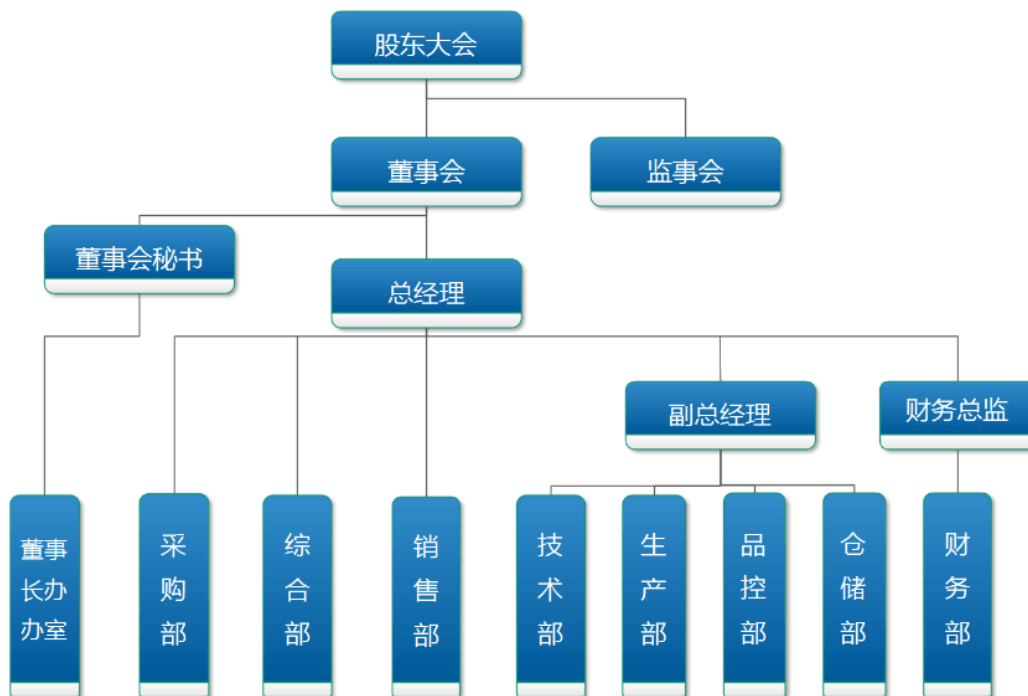 股东大会
董事会
监事会
董事会秘书
总经理
副总经理
财务总监
董事
长办
办室
采购部
综合部
销售部
技术部
生产部
品控部
仓储部
财务部